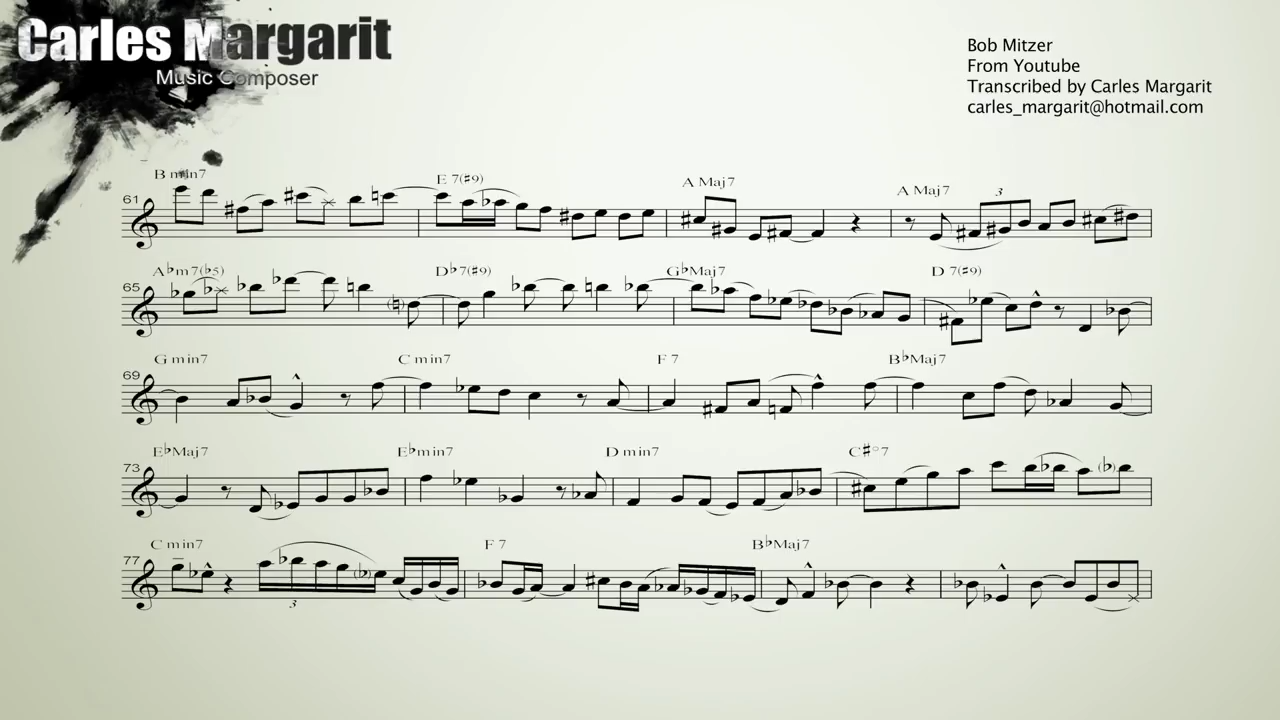 Carles Margarit
Music Composer
Bob Mitzer
From Youtube
Transcribed by Carles Margarit
carles_margarit@hotmail.com
61 B min7 E 7(♯9) A Maj7 A Maj7 3
65 A♭m7(♭5) D♭7(♯9) G♭Maj7 D 7(♯9)
69 G min7 C min7 F 7 B♭Maj7
73 E♭Maj7 E♭min7 D min7 C♯°7
77 C min7 3 F 7 B♭Maj7